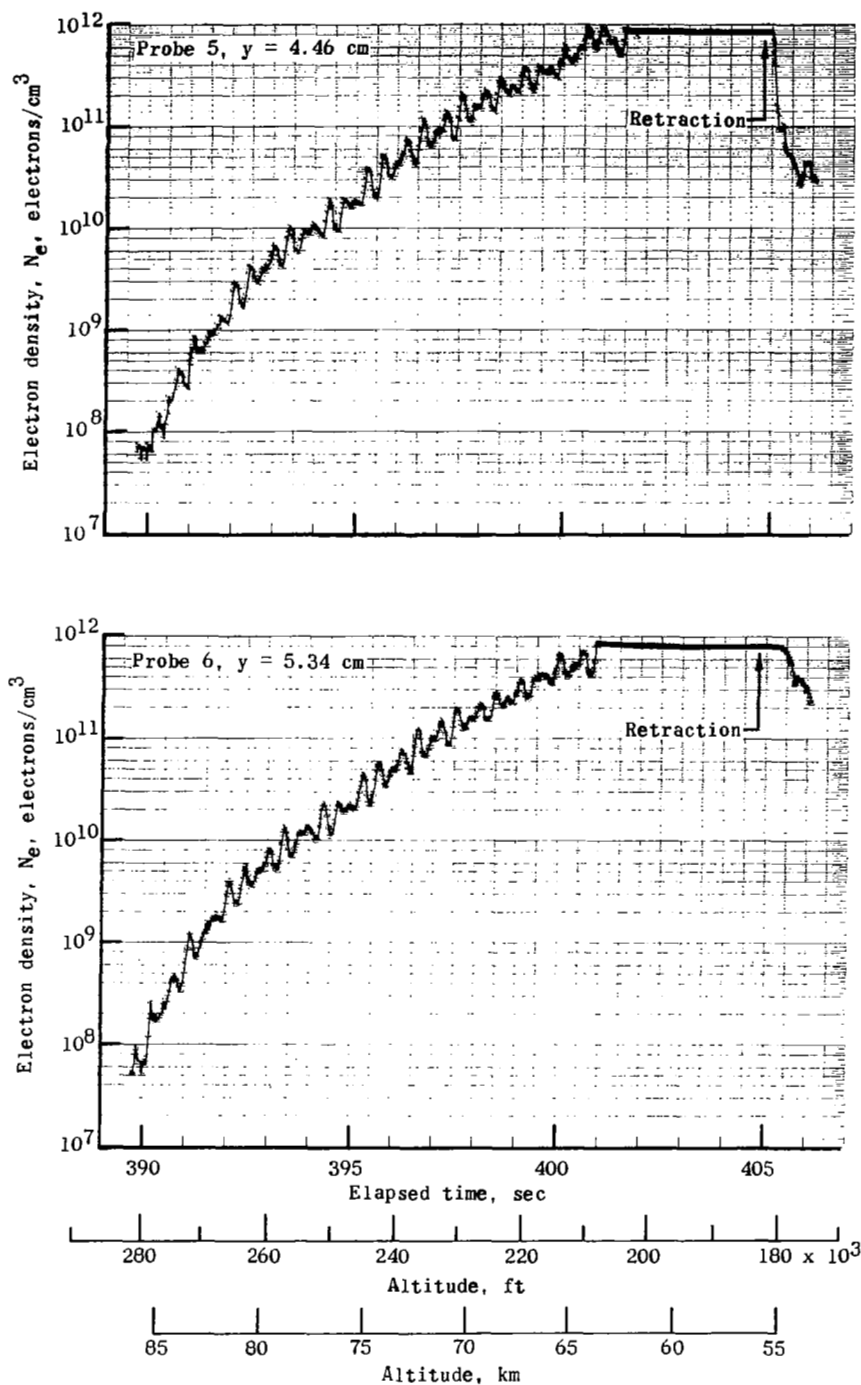 10^12
Probe 5, y = 4.46 cm
10^11
Retraction
10^10
10^9
10^8
10^7
Electron density, N_e, electrons/cm^3
10^12
Probe 6, y = 5.34 cm
10^11
Retraction
10^10
10^9
10^8
10^7
Electron density, N_e, electrons/cm^3
390 395 400 405
Elapsed time, sec
280 260 240 220 200 180 x 10^3
Altitude, ft
85 80 75 70 65 60 55
Altitude, km